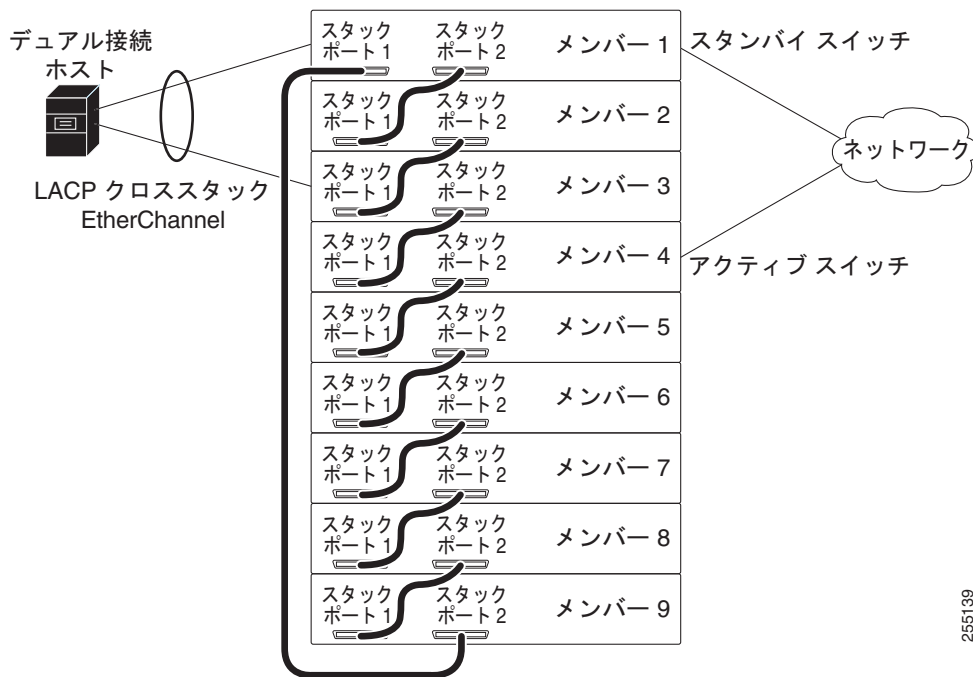 デュアル接続
ホスト
LACP クロススタック
EtherChannel
スタック
ポート 1
スタック
ポート 2
メンバー 1
スタック
ポート 1
スタック
ポート 2
メンバー 2
スタック
ポート 1
スタック
ポート 2
メンバー 3
スタック
ポート 1
スタック
ポート 2
メンバー 4
スタック
ポート 1
スタック
ポート 2
メンバー 5
スタック
ポート 1
スタック
ポート 2
メンバー 6
スタック
ポート 1
スタック
ポート 2
メンバー 7
スタック
ポート 1
スタック
ポート 2
メンバー 8
スタック
ポート 1
スタック
ポート 2
メンバー 9
スタンバイ スイッチ
ネットワーク
アクティブ スイッチ
255139